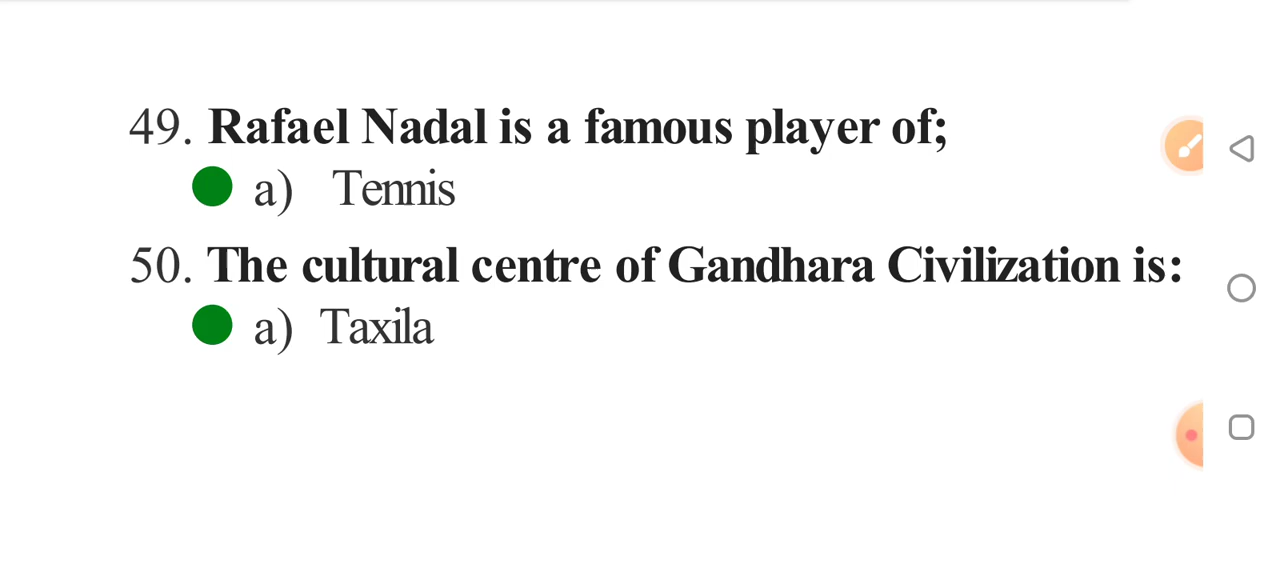 49. Rafael Nadal is a famous player of;
a) Tennis
50. The cultural centre of Gandhara Civilization is:
a) Taxila